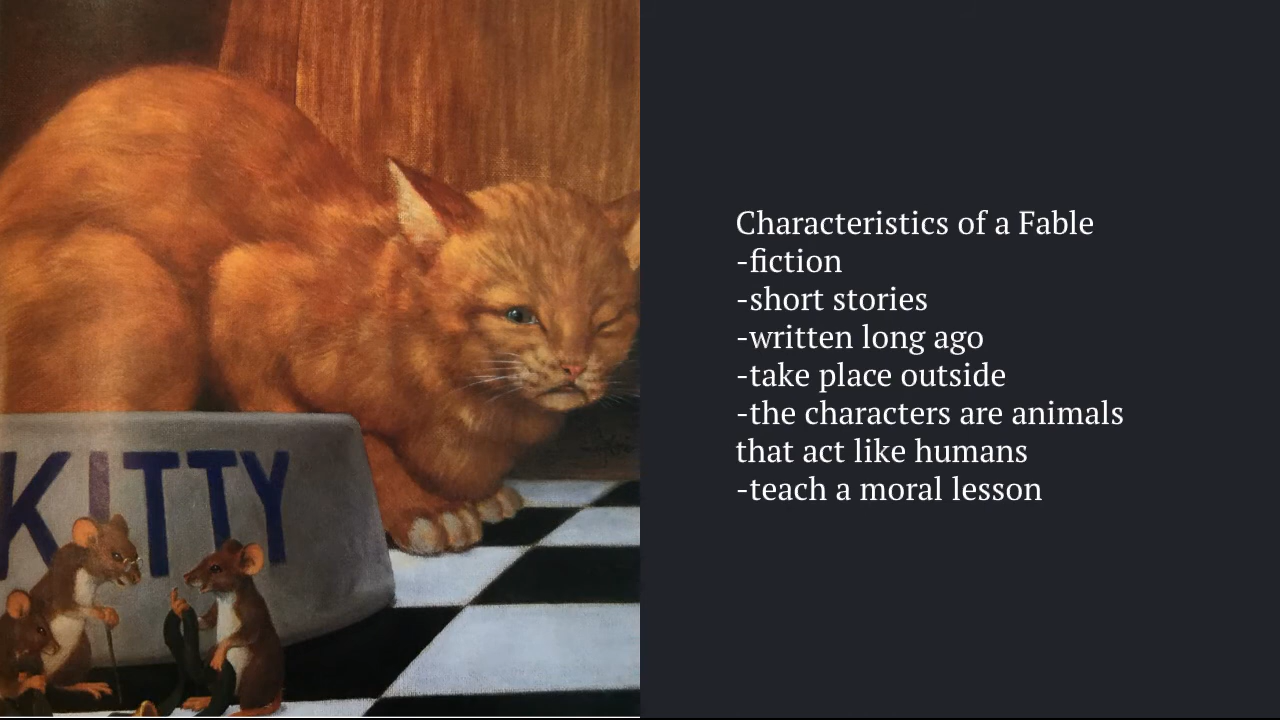 KITTY
Characteristics of a Fable
-fiction
-short stories
-written long ago
-take place outside
-the characters are animals
that act like humans
-teach a moral lesson